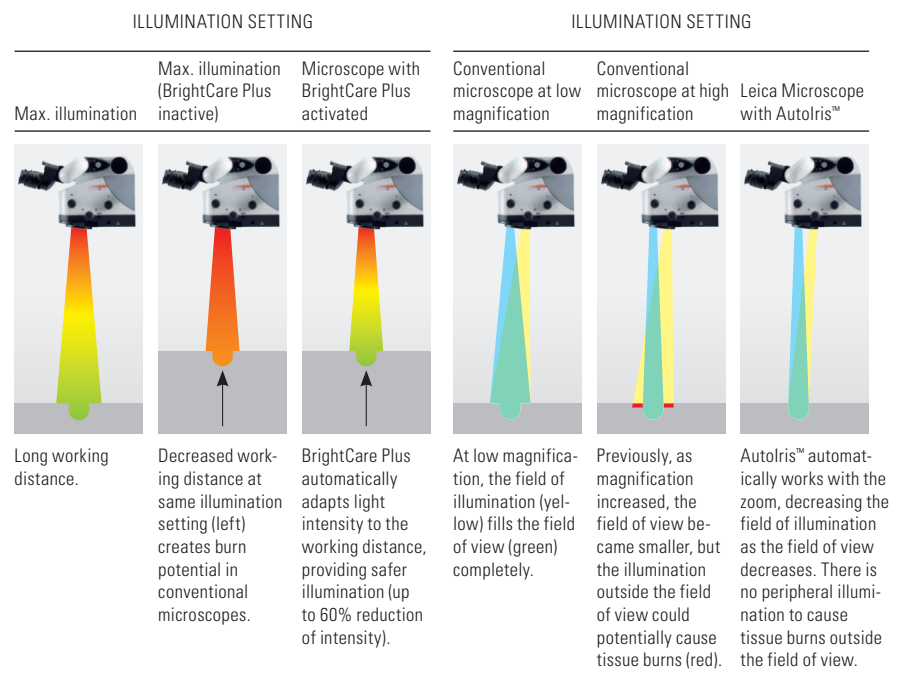 ILLUMINATION SETTING
Max. illumination
Max. illumination
(BrightCare Plus
inactive)
Microscope with
BrightCare Plus
activated
Long working
distance.
Decreased work-
ing distance at
same illumination
setting (left)
creates burn
potential in
conventional
microscopes.
BrightCare Plus
automatically
adapts light
intensity to the
working distance,
providing safer
illumination (up
to 60% reduction
of intensity).
ILLUMINATION SETTING
Conventional
microscope at low
magnification
Conventional
microscope at high
magnification
Leica Microscope
with AutoIris™
At low magnifica-
tion, the field of
illumination (yel-
low) fills the field
of view (green)
completely.
Previously, as
magnification
increased, the
field of view be-
came smaller, but
the illumination
outside the field
of view could
potentially cause
tissue burns (red).
AutoIris™ automat-
ically works with the
zoom, decreasing the
field of illumination
as the field of view
decreases. There is
no peripheral illumi-
nation to cause
tissue burns outside
the field of view.